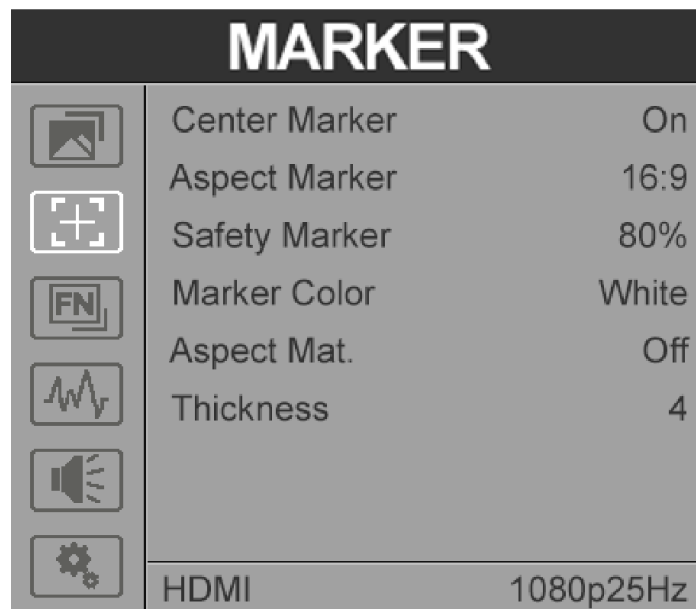 MARKER
Center Marker On
Aspect Marker 16:9
Safety Marker 80%
FN
Marker Color White
Aspect Mat. Off
Thickness 4
HDMI 1080p25Hz